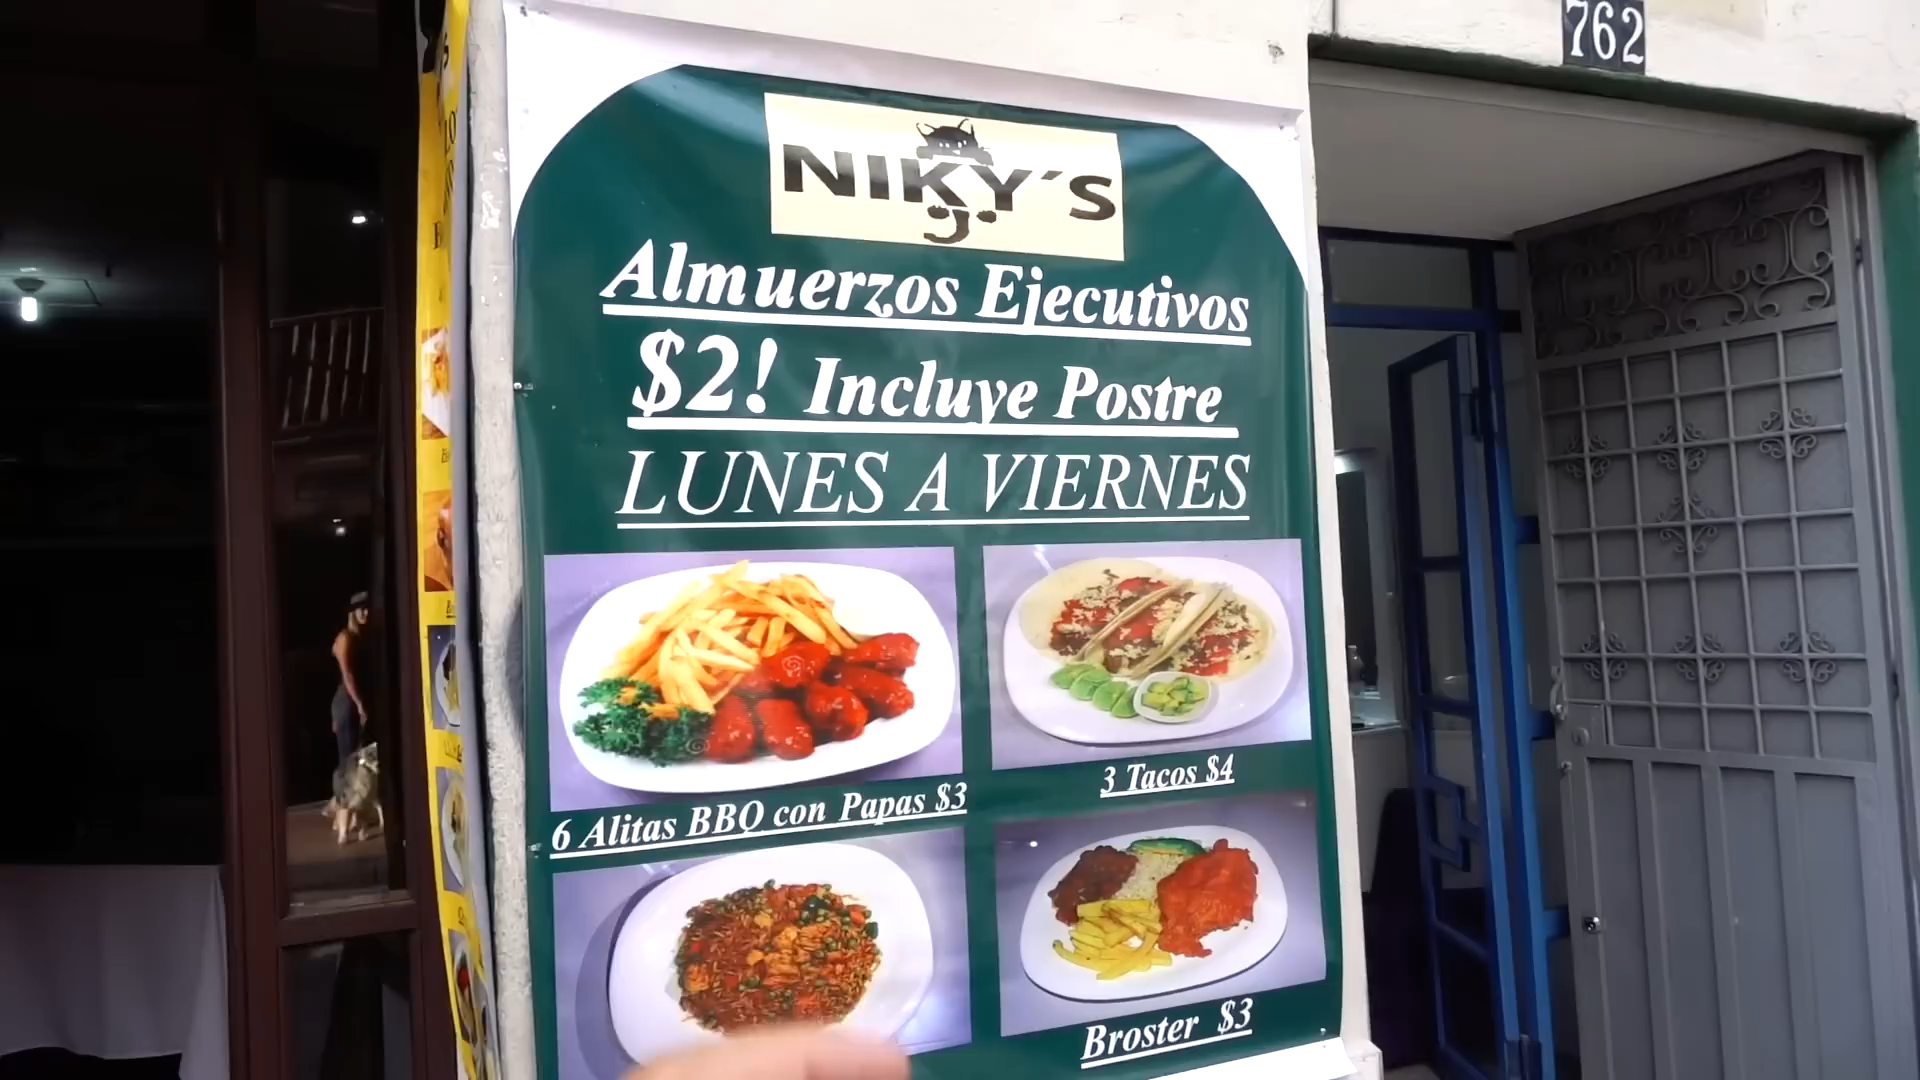 762
NIKY´S
Almuerzos Ejecutivos
$2! Incluye Postre
LUNES A VIERNES
6 Alitas BBQ con Papas $3
3 Tacos $4
Broster $3